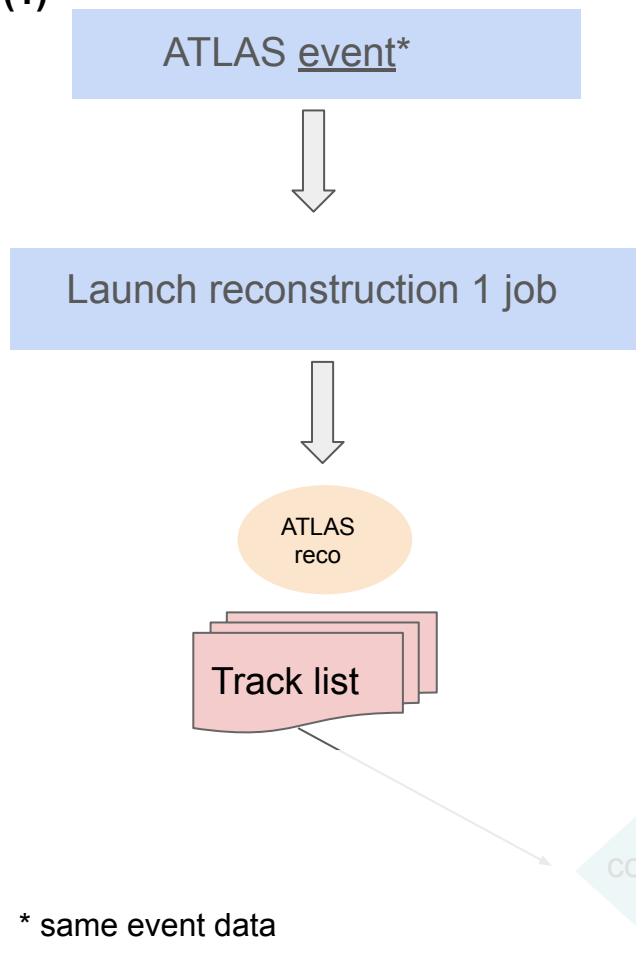 ATLAS event*
Launch reconstruction 1 job
ATLAS
reco
Track list
* same event data